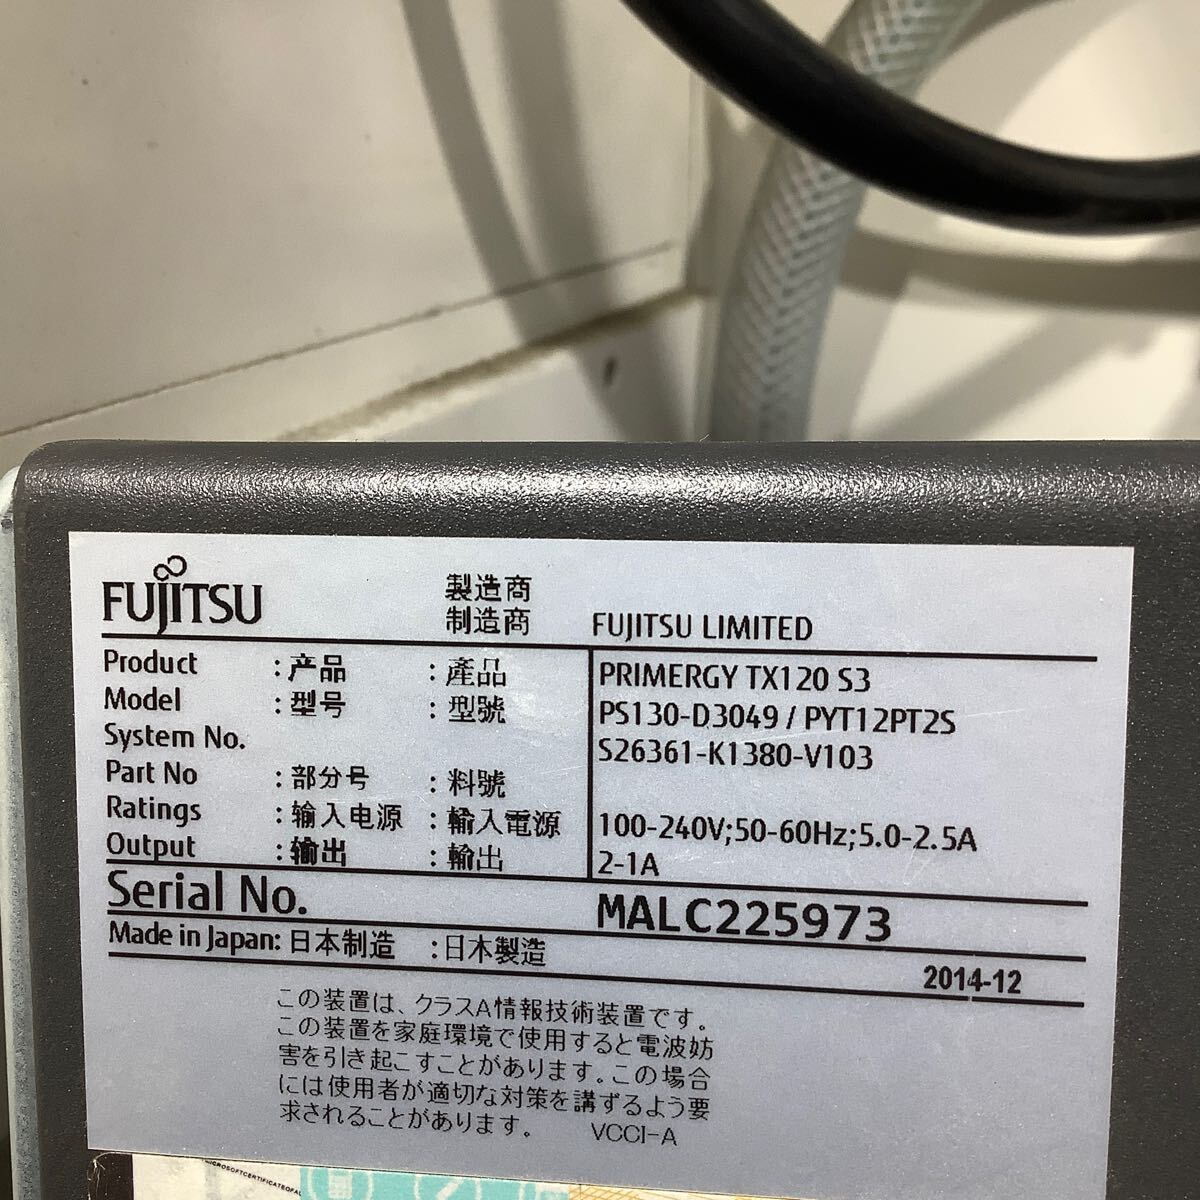 FUJITSU
製造商
制造商
FUJITSU LIMITED
Product : 产品 : 產品 PRIMERGY TX120 S3
Model : 型号 : 型號 PS130-D3049 / PYT12PT2S
System No. S26361-K1380-V103
Part No : 部分号 : 料號
Ratings : 输入电源 : 輸入電源 100-240V;50-60Hz;5.0-2.5A
Output : 输出 : 輸出 2-1A
Serial No. MALC225973
Made in Japan: 日本制造 : 日本製造
2014-12
この装置は、クラスA情報技術装置です。
この装置を家庭環境で使用すると電波妨
害を引き起こすことがあります。この場合
には使用者が適切な対策を講ずるよう要
求されることがあります。 VCCI-A